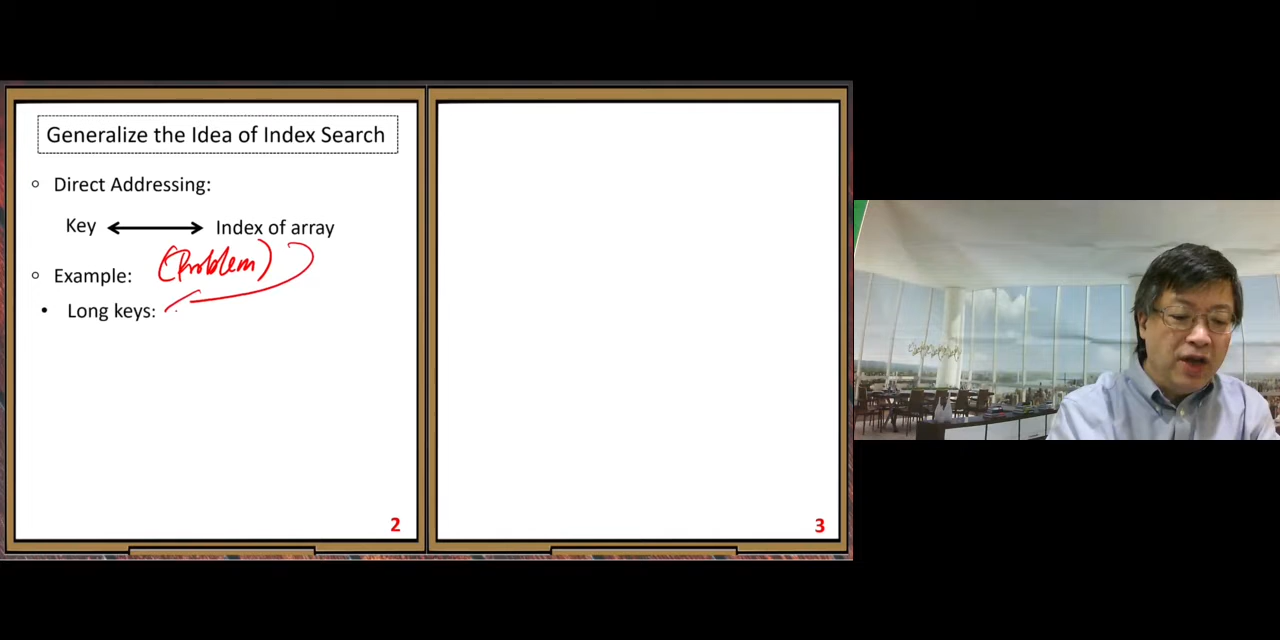 Generalize the Idea of Index Search
Direct Addressing:
Key Index of array
Example: (Problem)
Long keys:
2
3